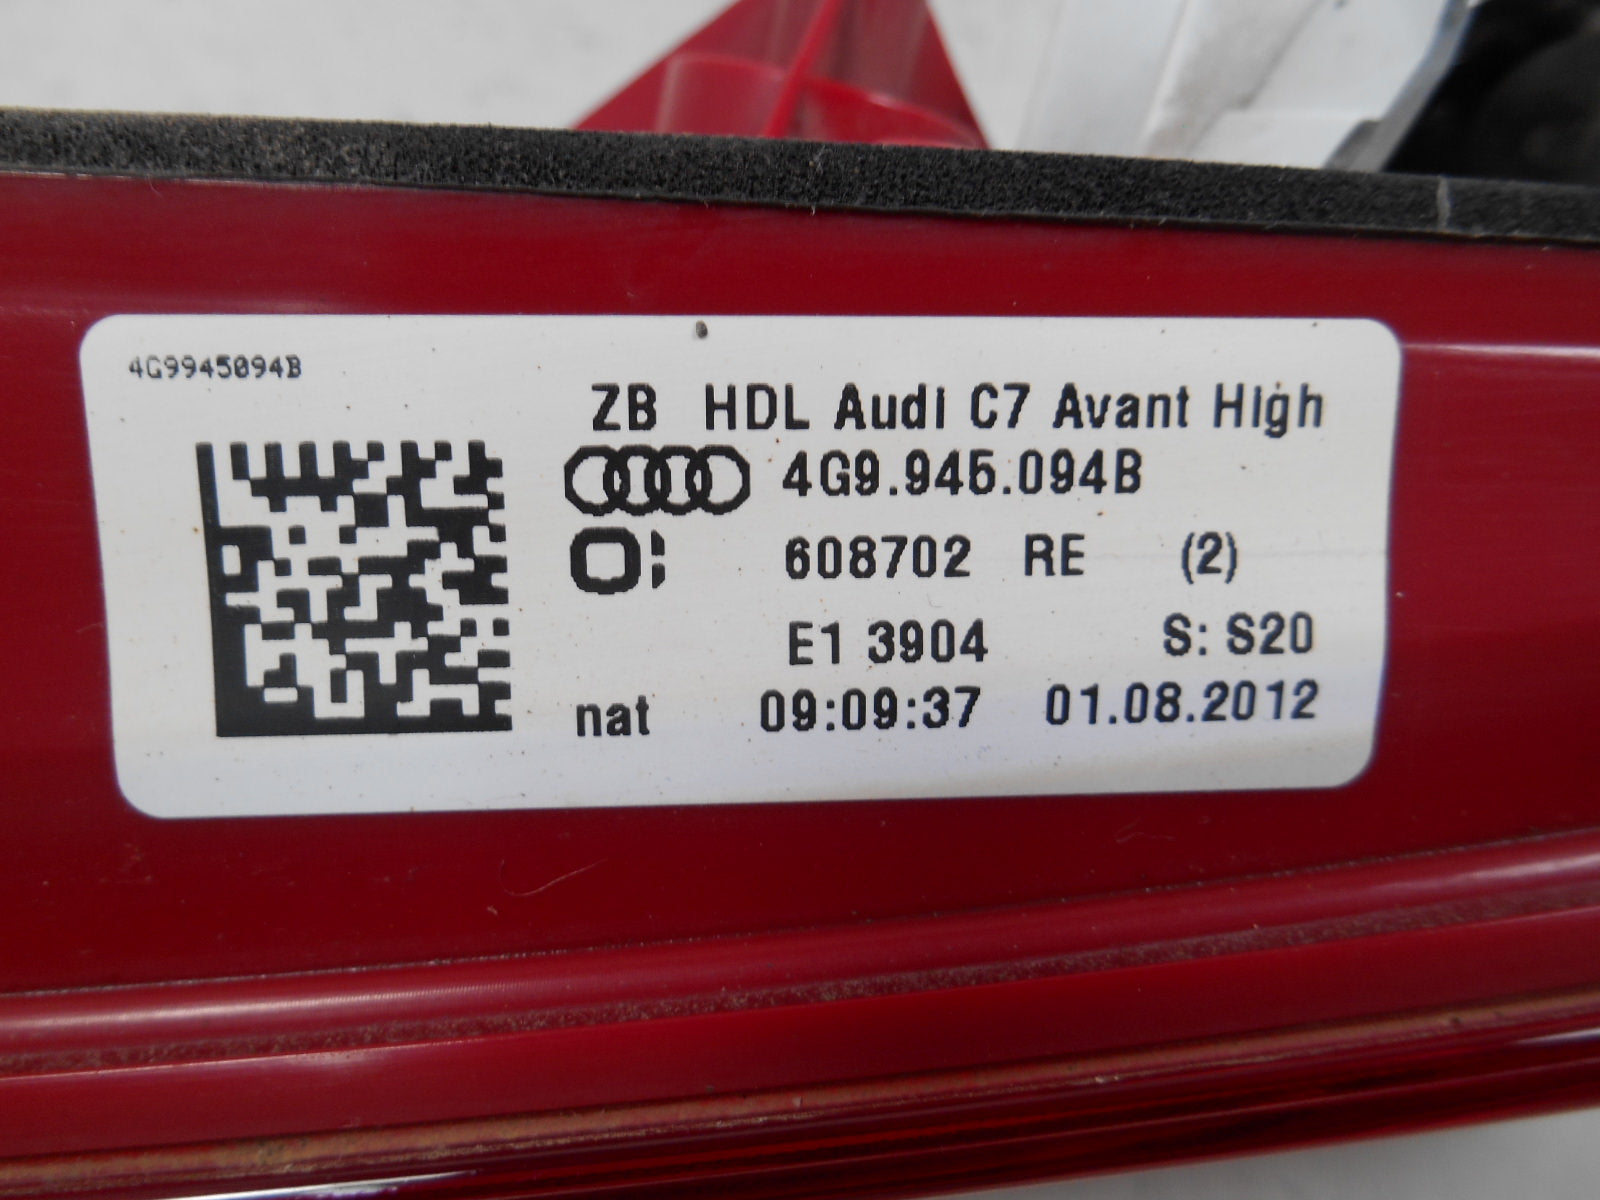 4G9945094B
ZB HDL Audi C7 Avant High
4G9.945.094B
608702 RE (2)
E1 3904 S: S20
nat 09:09:37 01.08.2012